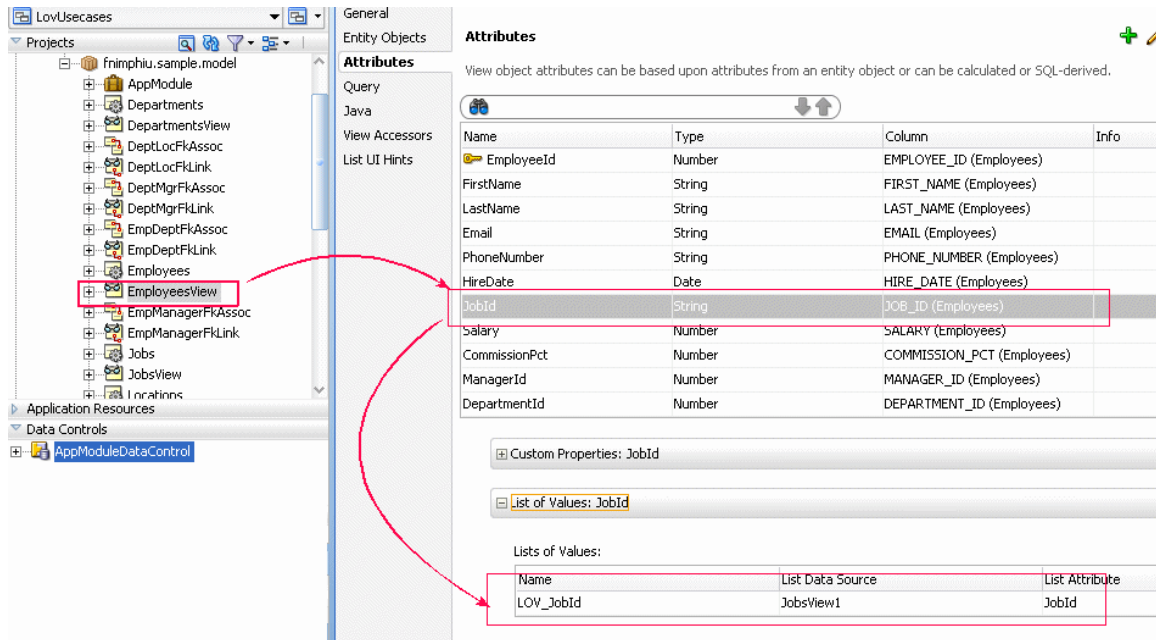 LovUsecases
Projects
fnimphiu.sample.model
AppModule
Departments
DepartmentsView
DeptLocFkAssoc
DeptLocFkLink
DeptMgrFkAssoc
DeptMgrFkLink
EmpDeptFkAssoc
EmpDeptFkLink
Employees
EmployeesView
EmpManagerFkAssoc
EmpManagerFkLink
Jobs
JobsView
Locations
Application Resources
Data Controls
AppModuleDataControl
General
Entity Objects
Attributes
Query
Java
View Accessors
List UI Hints
Attributes
View object attributes can be based upon attributes from an entity object or can be calculated or SQL-derived.
Name Type Column Info
EmployeeId Number EMPLOYEE_ID (Employees)
FirstName String FIRST_NAME (Employees)
LastName String LAST_NAME (Employees)
Email String EMAIL (Employees)
PhoneNumber String PHONE_NUMBER (Employees)
HireDate Date HIRE_DATE (Employees)
JobId String JOB_ID (Employees)
Salary Number SALARY (Employees)
CommissionPct Number COMMISSION_PCT (Employees)
ManagerId Number MANAGER_ID (Employees)
DepartmentId Number DEPARTMENT_ID (Employees)
Custom Properties: JobId
List of Values: JobId
Lists of Values:
Name List Data Source List Attribute
LOV_JobId JobsView1 JobId